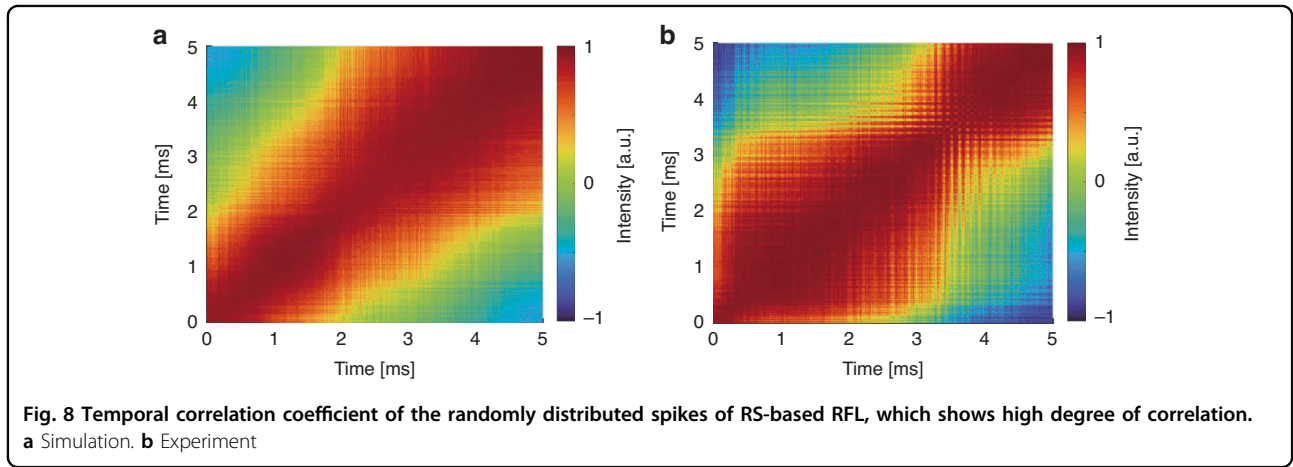 a
b
5
4
3
2
1
0
Time [ms]
0 1 2 3 4 5
Time [ms]
1
0
−1
Intensity [a.u.]
5
4
3
2
1
0
Time [ms]
0 1 2 3 4 5
Time [ms]
1
0
−1
Intensity [a.u.]
Fig. 8 Temporal correlation coefficient of the randomly distributed spikes of RS-based RFL, which shows high degree of correlation.
a Simulation. b Experiment